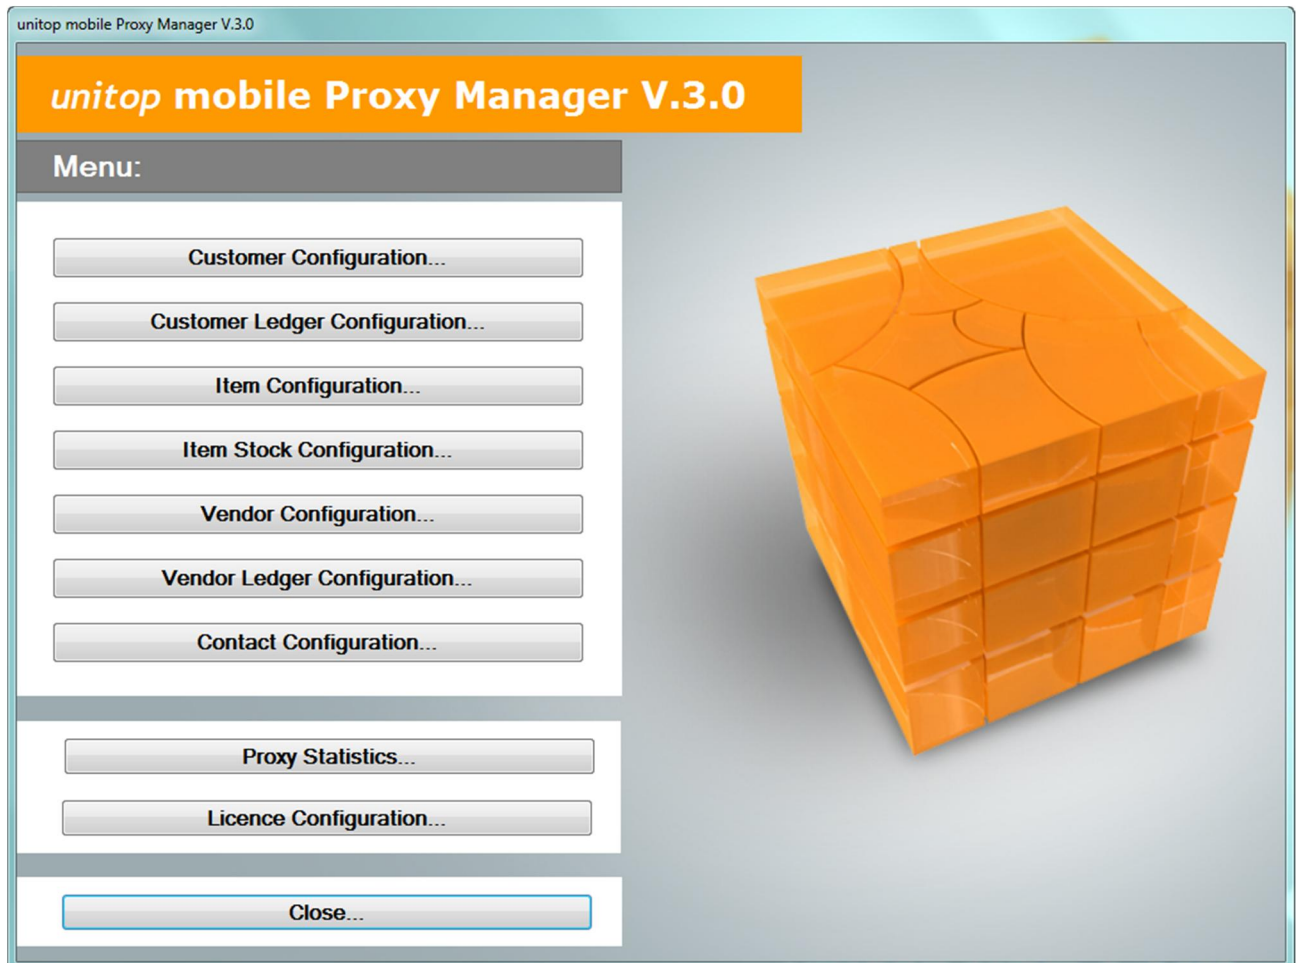 unitop mobile Proxy Manager V.3.0
unitop mobile Proxy Manager V.3.0
Menu:
Customer Configuration...
Customer Ledger Configuration...
Item Configuration...
Item Stock Configuration...
Vendor Configuration...
Vendor Ledger Configuration...
Contact Configuration...
Proxy Statistics...
Licence Configuration...
Close...